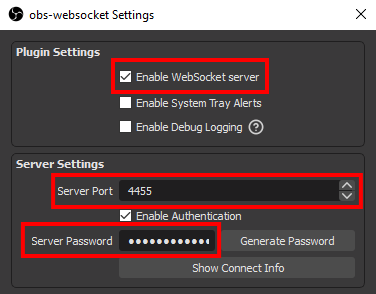 obs-websocket Settings
Plugin Settings
Enable WebSocket server
Enable System Tray Alerts
Enable Debug Logging ?
Server Settings
Server Port 4455
Enable Authentication
Server Password ●●●●●●●●●●●● Generate Password
Show Connect Info